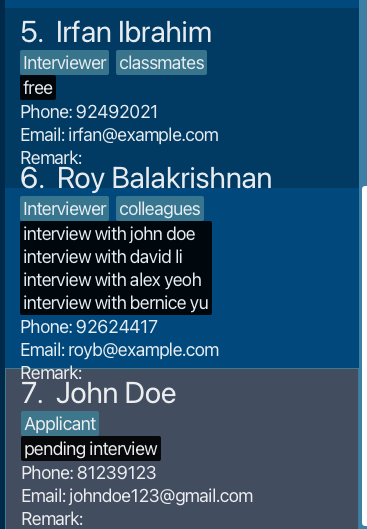 5. Irfan Ibrahim
Interviewer classmates
free
Phone: 92492021
Email: irfan@example.com
Remark:
6. Roy Balakrishnan
Interviewer colleagues
interview with john doe
interview with david li
interview with alex yeoh
interview with bernice yu
Phone: 92624417
Email: royb@example.com
Remark:
7. John Doe
Applicant
pending interview
Phone: 81239123
Email: johndoe123@gmail.com
Remark: